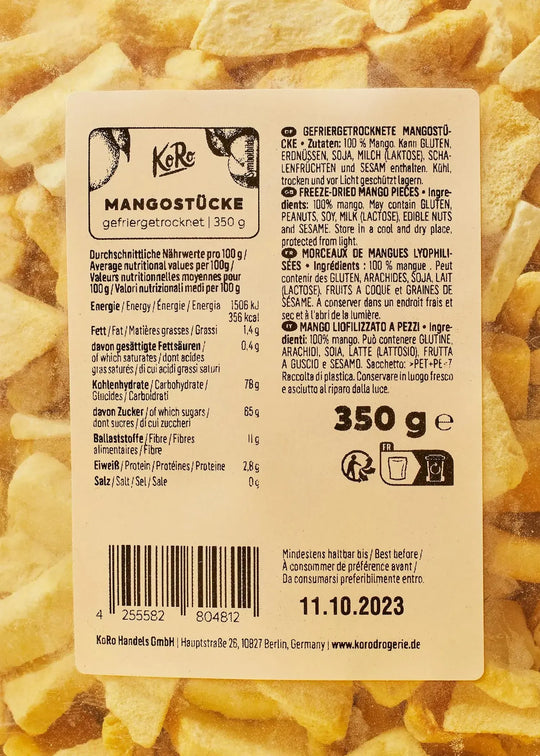 KoRo
Symbolbild
MANGOSTÜCKE
gefriergetrocknet | 350 g
Durchschnittliche Nährwerte pro 100 g /
Average nutritional values per 100g /
Valeurs nutritionnelles moyennes pour
100 g / Valori nutrizionali medi per 100 g
Energie / Energy / Énergie / Energia 1506 kJ
356 kcal
Fett / Fat / Matières grasses / Grassi 1,4 g
davon gesättigte Fettsäuren /
of which saturates / dont acides
gras saturés / di cui acidi grassi saturi 0,4 g
Kohlenhydrate / Carbohydrate /
Glucides / Carboidrati 78 g
davon Zucker / of which sugars /
dont sucres / di cui zuccheri 65 g
Ballaststoffe / Fibre / Fibres
alimentaires / Fibre 11 g
Eiweiß / Protein / Protéines / Proteine 2,8 g
Salz / Salt / Sel / Sale 0 g
4 255582 804812
KoRo Handels GmbH | Hauptstraße 26, 10827 Berlin, Germany | www.korodrogerie.de
GEFRIERGETROCKNETE MANGOSTÜ-
CKE • Zutaten: 100 % Mango. Kann GLUTEN,
ERDNÜSSEN, SOJA, MILCH (LAKTOSE), SCHA-
LENFRÜCHTEN und SESAM enthalten. Kühl,
trocken und vor Licht geschützt lagern.
GB FREEZE-DRIED MANGO PIECES • Ingre-
dients: 100% mango. May contain GLUTEN,
PEANUTS, SOY, MILK (LACTOSE), EDIBLE NUTS
and SESAME. Store in a cool and dry place,
protected from light.
FR MORCEAUX DE MANGUES LYOPHILI-
SÉES • Ingrédients : 100 % mangue . Peut
contenir des GLUTEN, ARACHIDES, SOJA, LAIT
(LACTOSE), FRUITS A COQUE et GRAINES DE
SÉSAME. A conserver dans un endroit frais et
sec et à l'abri de la lumière.
MANGO LIOFILIZZATO A PEZZI • Ingre-
dienti: 100% mango. Può contenere GLUTINE,
ARACHIDI, SOIA, LATTE (LATTOSIO), FRUTTA
A GUSCIO e SESAMO. Sacchetto: >PET+PE<7
Raccolta di plastica. Conservare in luogo fresco
e asciutto al riparo dalla luce.
350 g e
FR
Mindestens haltbar bis / Best before /
À consommer de préférence avant /
Da consumarsi preferibilmente entro.
11.10.2023